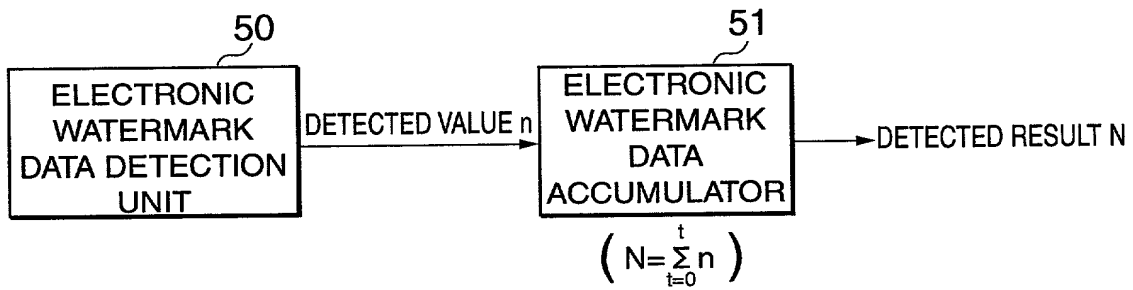 50
ELECTRONIC
WATERMARK
DATA DETECTION
UNIT
DETECTED VALUE n
51
ELECTRONIC
WATERMARK
DATA
ACCUMULATOR
DETECTED RESULT N
( N=Σn )
t
t=0